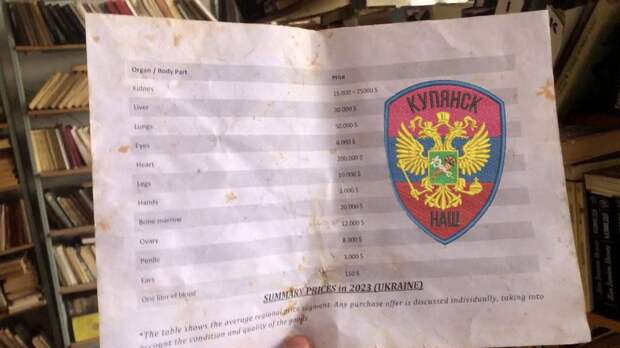 Organ / Body Part Price
Kidney 15.000 – 25000 $
Liver 30.000 $
Lungs 50.000 $
Eyes 6.000 $
Heart 200.000 $
Legs 10.000 $
Hands 2.000 $
Bone marrow 20.000 $
Ovary 12.000 $
8.000 $
Ears 3.000 $
One liter of blood 150 $
SUMMARY PRICES in 2023 (UKRAINE)
*The table shows the average regional price segment. Any purchase offer is discussed individually, taking into
account the condition and quality of the goods
КУПЯНСК
НАШ